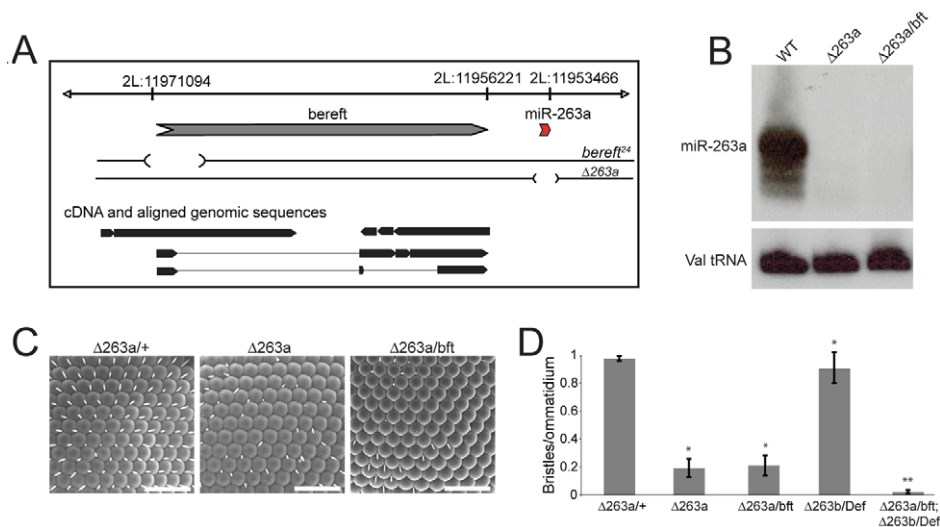 A
2L:11971094
2L:11956221
2L:11953466
bereft
miR-263a
bereft²⁴
Δ263a
cDNA and aligned genomic sequences
B
WT
Δ263a
Δ263a/bft
miR-263a
Val tRNA
C
Δ263a/+
Δ263a
Δ263a/bft
D
Bristles/ommatidium
1
0.8
0.6
0.4
0.2
0
*
*
*
**
Δ263a/+
Δ263a
Δ263a/bft
Δ263b/Def
Δ263a/bft;
Δ263b/Def